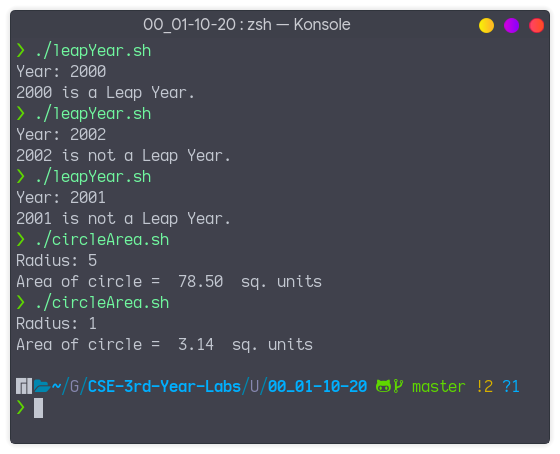 00_01-10-20 : zsh — Konsole
❯ ./leapYear.sh
Year: 2000
2000 is a Leap Year.
❯ ./leapYear.sh
Year: 2002
2002 is not a Leap Year.
❯ ./leapYear.sh
Year: 2001
2001 is not a Leap Year.
❯ ./circleArea.sh
Radius: 5
Area of circle =  78.50  sq. units
❯ ./circleArea.sh
Radius: 1
Area of circle =  3.14  sq. units
~/G/CSE-3rd-Year-Labs/U/00_01-10-20 master !2 ?1
❯